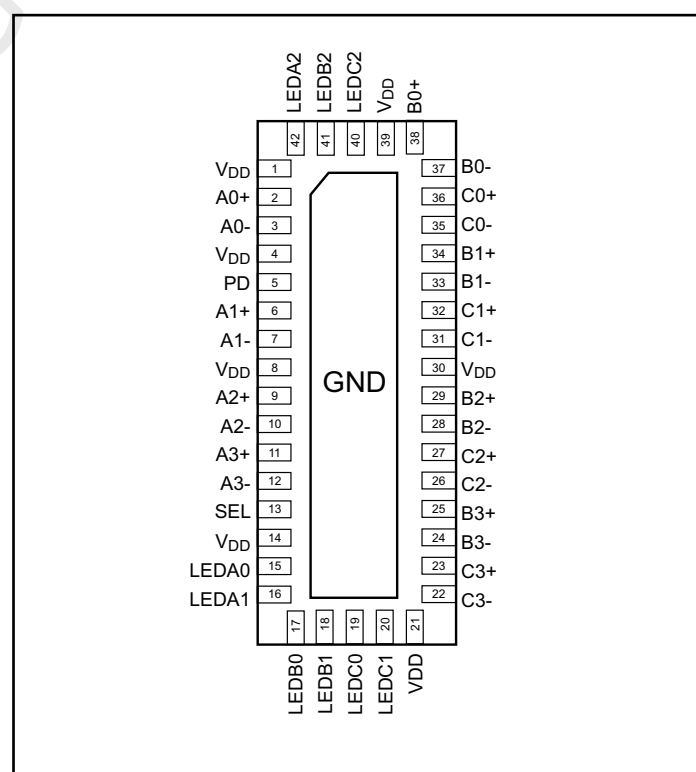 LEDA2 LEDB2 LEDC2 VDD B0+
42 41 40 39 38
VDD 1 37 B0-
A0+ 2 36 C0+
A0- 3 35 C0-
VDD 4 34 B1+
PD 5 33 B1-
A1+ 6 32 C1+
A1- 7 31 C1-
VDD 8 30 VDD
GND
A2+ 9 29 B2+
A2- 10 28 B2-
A3+ 11 27 C2+
A3- 12 26 C2-
SEL 13 25 B3+
VDD 14 24 B3-
LEDA0 15 23 C3+
LEDA1 16 22 C3-
17 18 19 20 21
LEDB0 LEDB1 LEDC0 LEDC1 VDD